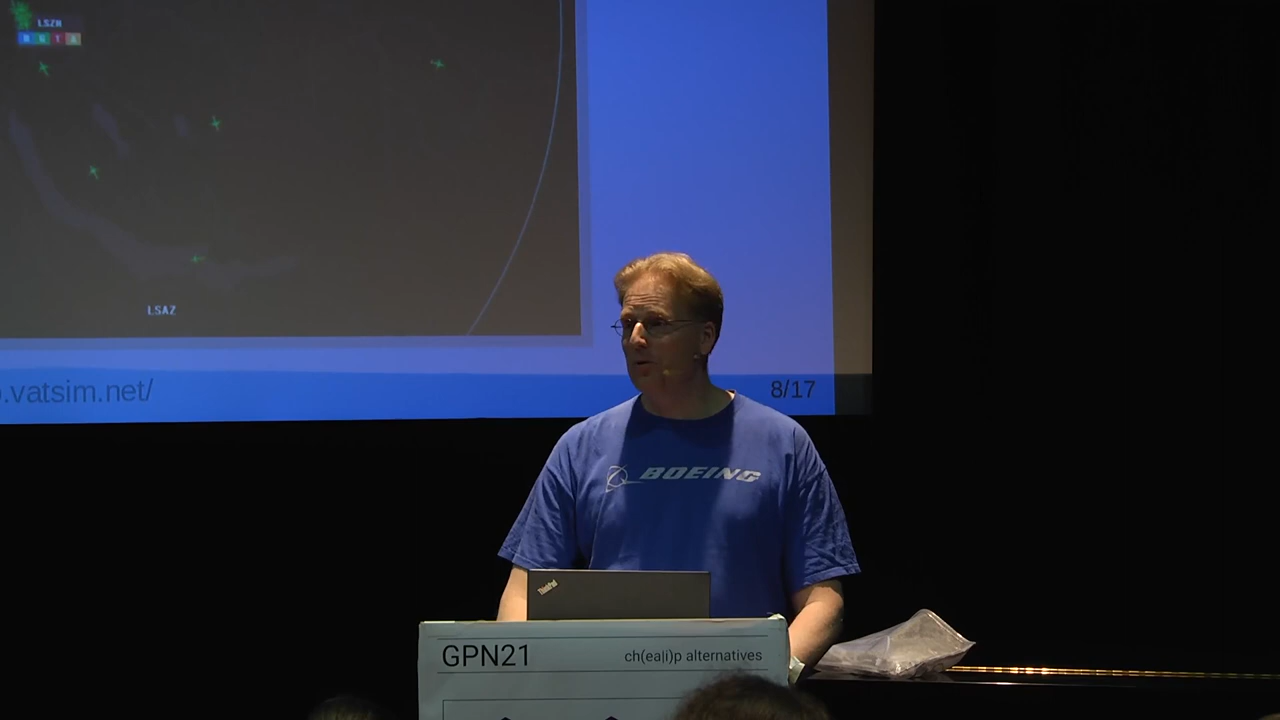 LSZH
D G T A
LSAZ
.vatsim.net/
8/17
BOEING
ThinkPad
GPN21
ch(ea|i)p alternatives